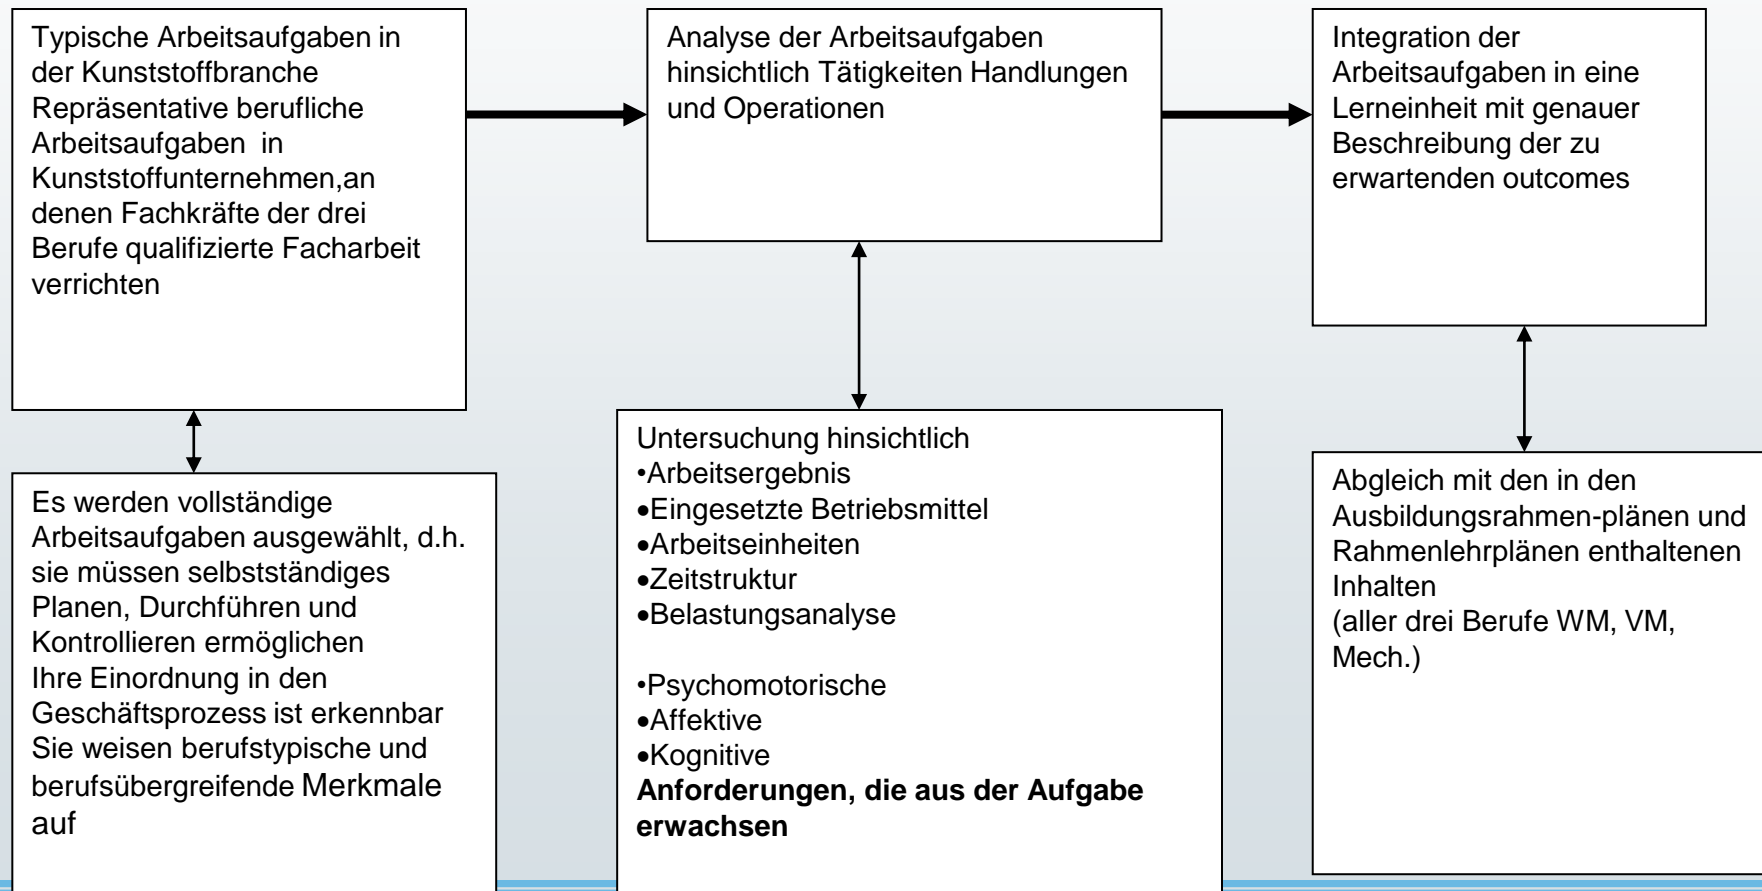 Typische Arbeitsaufgaben in
der Kunststoffbranche
Repräsentative berufliche
Arbeitsaufgaben  in
Kunststoffunternehmen,an
denen Fachkräfte der drei
Berufe qualifizierte Facharbeit
verrichten
Analyse der Arbeitsaufgaben
hinsichtlich Tätigkeiten Handlungen
und Operationen
Integration der
Arbeitsaufgaben in eine
Lerneinheit mit genauer
Beschreibung der zu
erwartenden outcomes
Es werden vollständige
Arbeitsaufgaben ausgewählt, d.h.
sie müssen selbstständiges
Planen, Durchführen und
Kontrollieren ermöglichen
Ihre Einordnung in den
Geschäftsprozess ist erkennbar
Sie weisen berufstypische und
berufsübergreifende Merkmale
auf
Untersuchung hinsichtlich
•Arbeitsergebnis
•Eingesetzte Betriebsmittel
•Arbeitseinheiten
•Zeitstruktur
•Belastungsanalyse
•Psychomotorische
•Affektive
•Kognitive
Anforderungen, die aus der Aufgabe
erwachsen
Abgleich mit den in den
Ausbildungsrahmen-plänen und
Rahmenlehrplänen enthaltenen
Inhalten
(aller drei Berufe WM, VM,
Mech.)